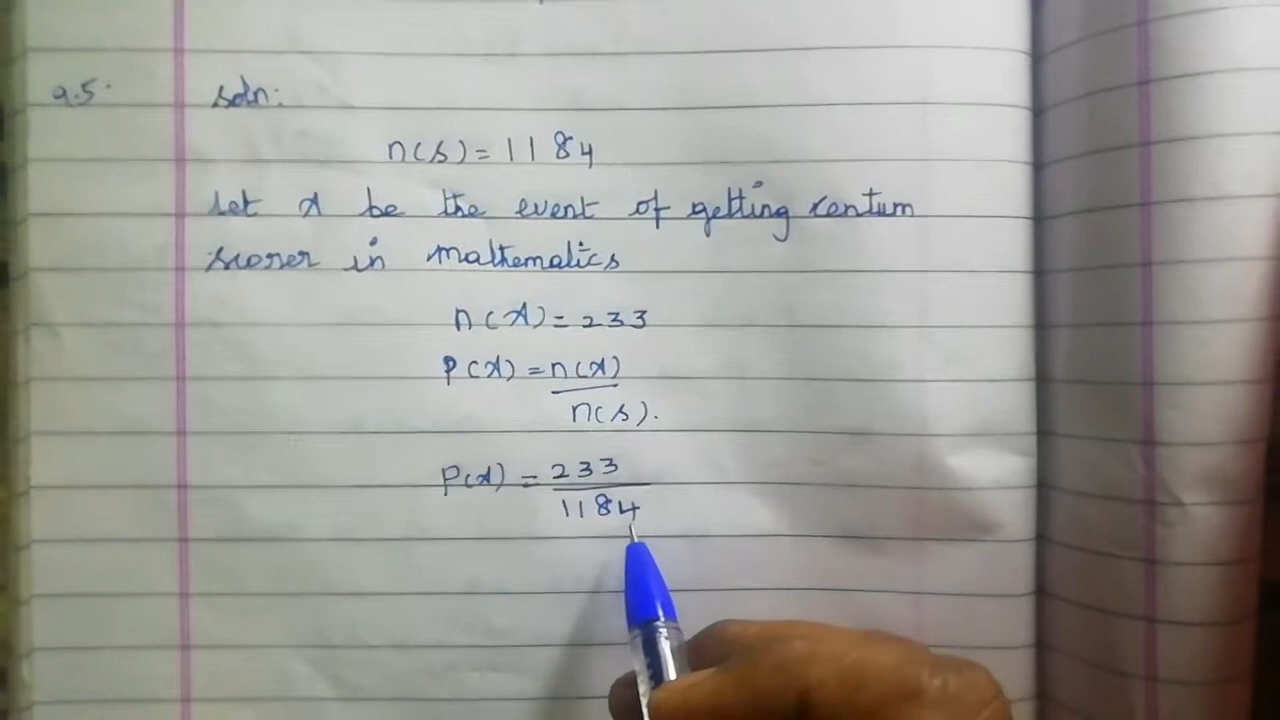 9.5. Soln:
n(s) = 1184
Let A be the event of getting centum
scorer in mathematics
n(A) = 233
P(A) = n(A)
n(s).
P(A) = 233
1184